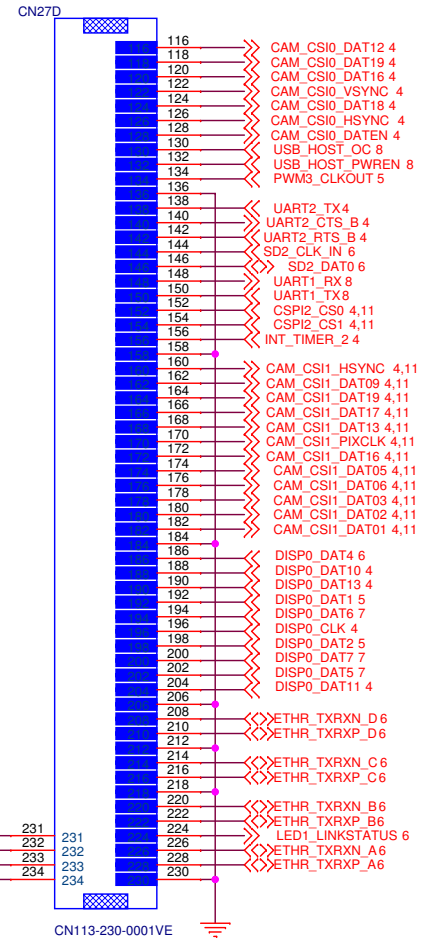 CN27D
116 CAM_CSI0_DAT12 4
118 CAM_CSI0_DAT19 4
120 CAM_CSI0_DAT16 4
122 CAM_CSI0_VSYNC 4
124 CAM_CSI0_DAT18 4
126 CAM_CSI0_HSYNC 4
128 CAM_CSI0_DATEN 4
130 USB_HOST_OC 8
132 USB_HOST_PWREN 8
134 PWM3_CLKOUT 5
136
138 UART2_TX 4
140 UART2_CTS_B 4
142 UART2_RTS_B 4
144 SD2_CLK_IN 6
146 SD2_DAT0 6
148 UART1_RX 8
150 UART1_TX 8
152 CSPI2_CS0 4,11
154 CSPI2_CS1 4,11
156 INT_TIMER_2 4
158
160 CAM_CSI1_HSYNC 4,11
162 CAM_CSI1_DAT09 4,11
164 CAM_CSI1_DAT19 4,11
166 CAM_CSI1_DAT17 4,11
168 CAM_CSI1_DAT13 4,11
170 CAM_CSI1_PIXCLK 4,11
172 CAM_CSI1_DAT16 4,11
174 CAM_CSI1_DAT05 4,11
176 CAM_CSI1_DAT06 4,11
178 CAM_CSI1_DAT03 4,11
180 CAM_CSI1_DAT02 4,11
182 CAM_CSI1_DAT01 4,11
184
186 DISP0_DAT4 6
188 DISP0_DAT10 4
190 DISP0_DAT13 4
192 DISP0_DAT1 5
194 DISP0_DAT6 7
196 DISP0_CLK 4
198 DISP0_DAT2 5
200 DISP0_DAT7 7
202 DISP0_DAT5 7
204 DISP0_DAT11 4
206
208 ETHR_TXRXN_D 6
210 ETHR_TXRXP_D 6
212
214 ETHR_TXRXN_C 6
216 ETHR_TXRXP_C 6
218
220 ETHR_TXRXN_B 6
222 ETHR_TXRXP_B 6
224 LED1_LINKSTATUS 6
226 ETHR_TXRXN_A 6
228 ETHR_TXRXP_A 6
230
231 231
232 232
233 233
234 234
CN113-230-0001VE